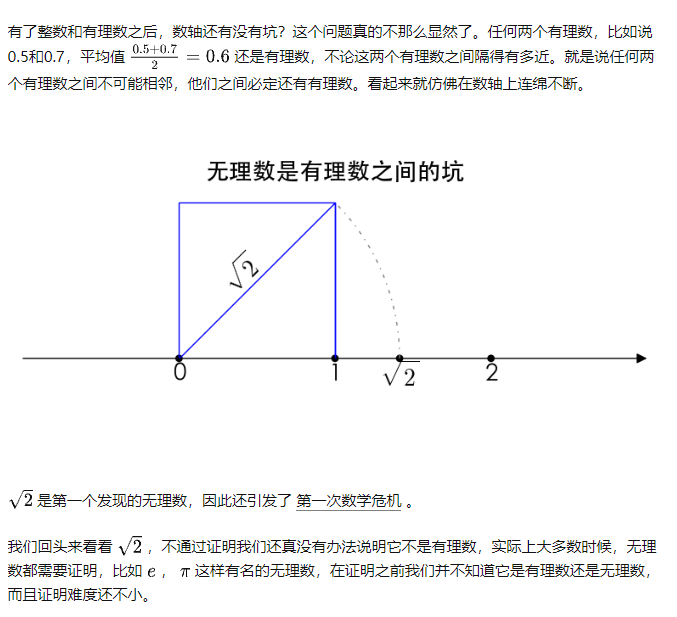 有了整数和有理数之后，数轴还有没有坑？这个问题真的不那么显然了。任何两个有理数，比如说
0.5和0.7，平均值 \frac{0.5+0.7}{2} = 0.6 还是有理数，不论这两个有理数之间隔得有多近。就是说任何两
个有理数之间不可能相邻，他们之间必定还有有理数。看起来就仿佛在数轴上连绵不断。
无理数是有理数之间的坑
√2
0 1 √2 2
√2 是第一个发现的无理数，因此还引发了 第一次数学危机 。
我们回头来看看 √2 ，不通过证明我们还真没有办法说明它不是有理数，实际上大多数时候，无理
数都需要证明，比如 e ， π 这样有名的无理数，在证明之前我们并不知道它是有理数还是无理数，
而且证明难度还不小。